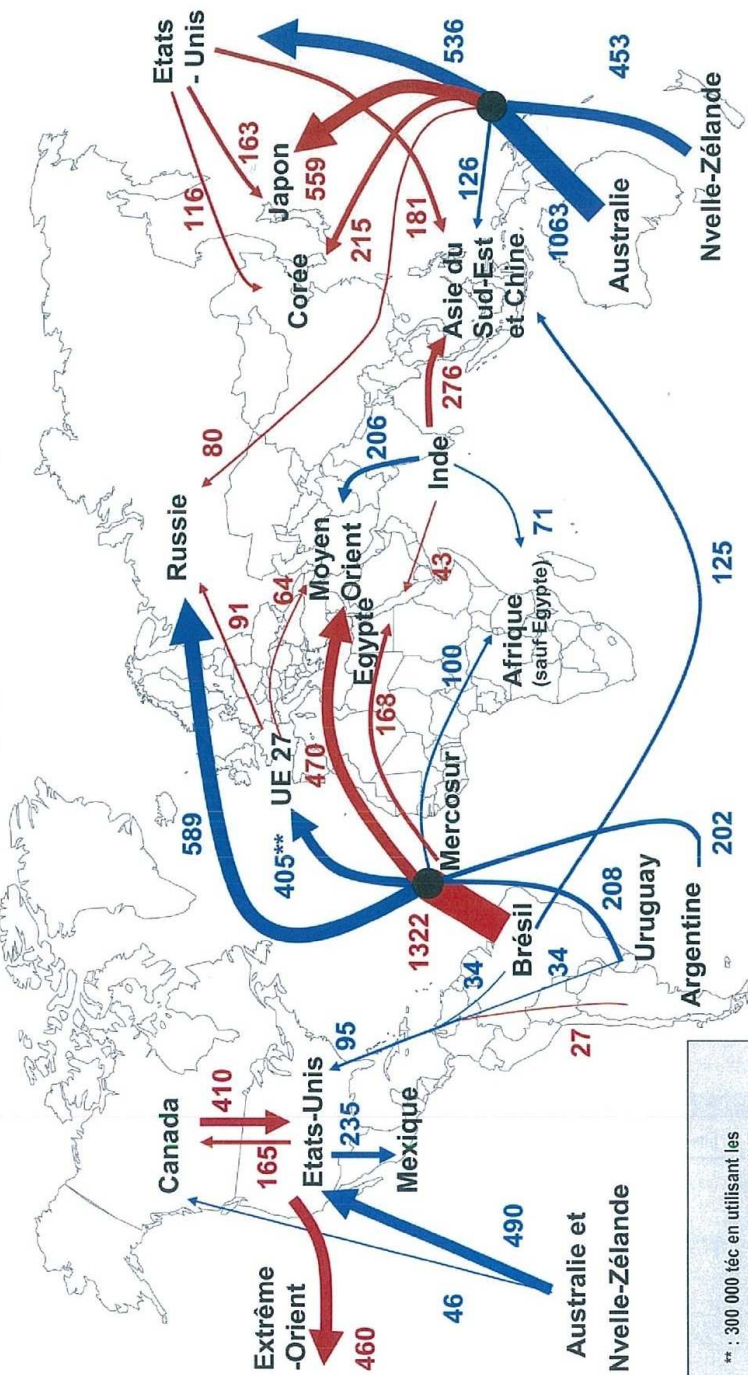 Etats
- Unis
116
163
536
Japon
559
453
Corée
215
181
126
Asie du
Sud-Est
et Chine
1063
Australie
Nvelle-Zélande
80
Russie
589
91
64
Moyen
Orient
206
Inde
276
Egypte
43
71
UE 27
405**
470
168
100
Afrique
(sauf Egypte)
125
Mercosur
1322
Brésil
34
34
208
202
Uruguay
Argentine
27
95
Canada
410
165
Etats-Unis
235
Mexique
Extrême
-Orient
460
490
46
Australie et
Nvelle-Zélande
** : 300 000 téc en utilisant les